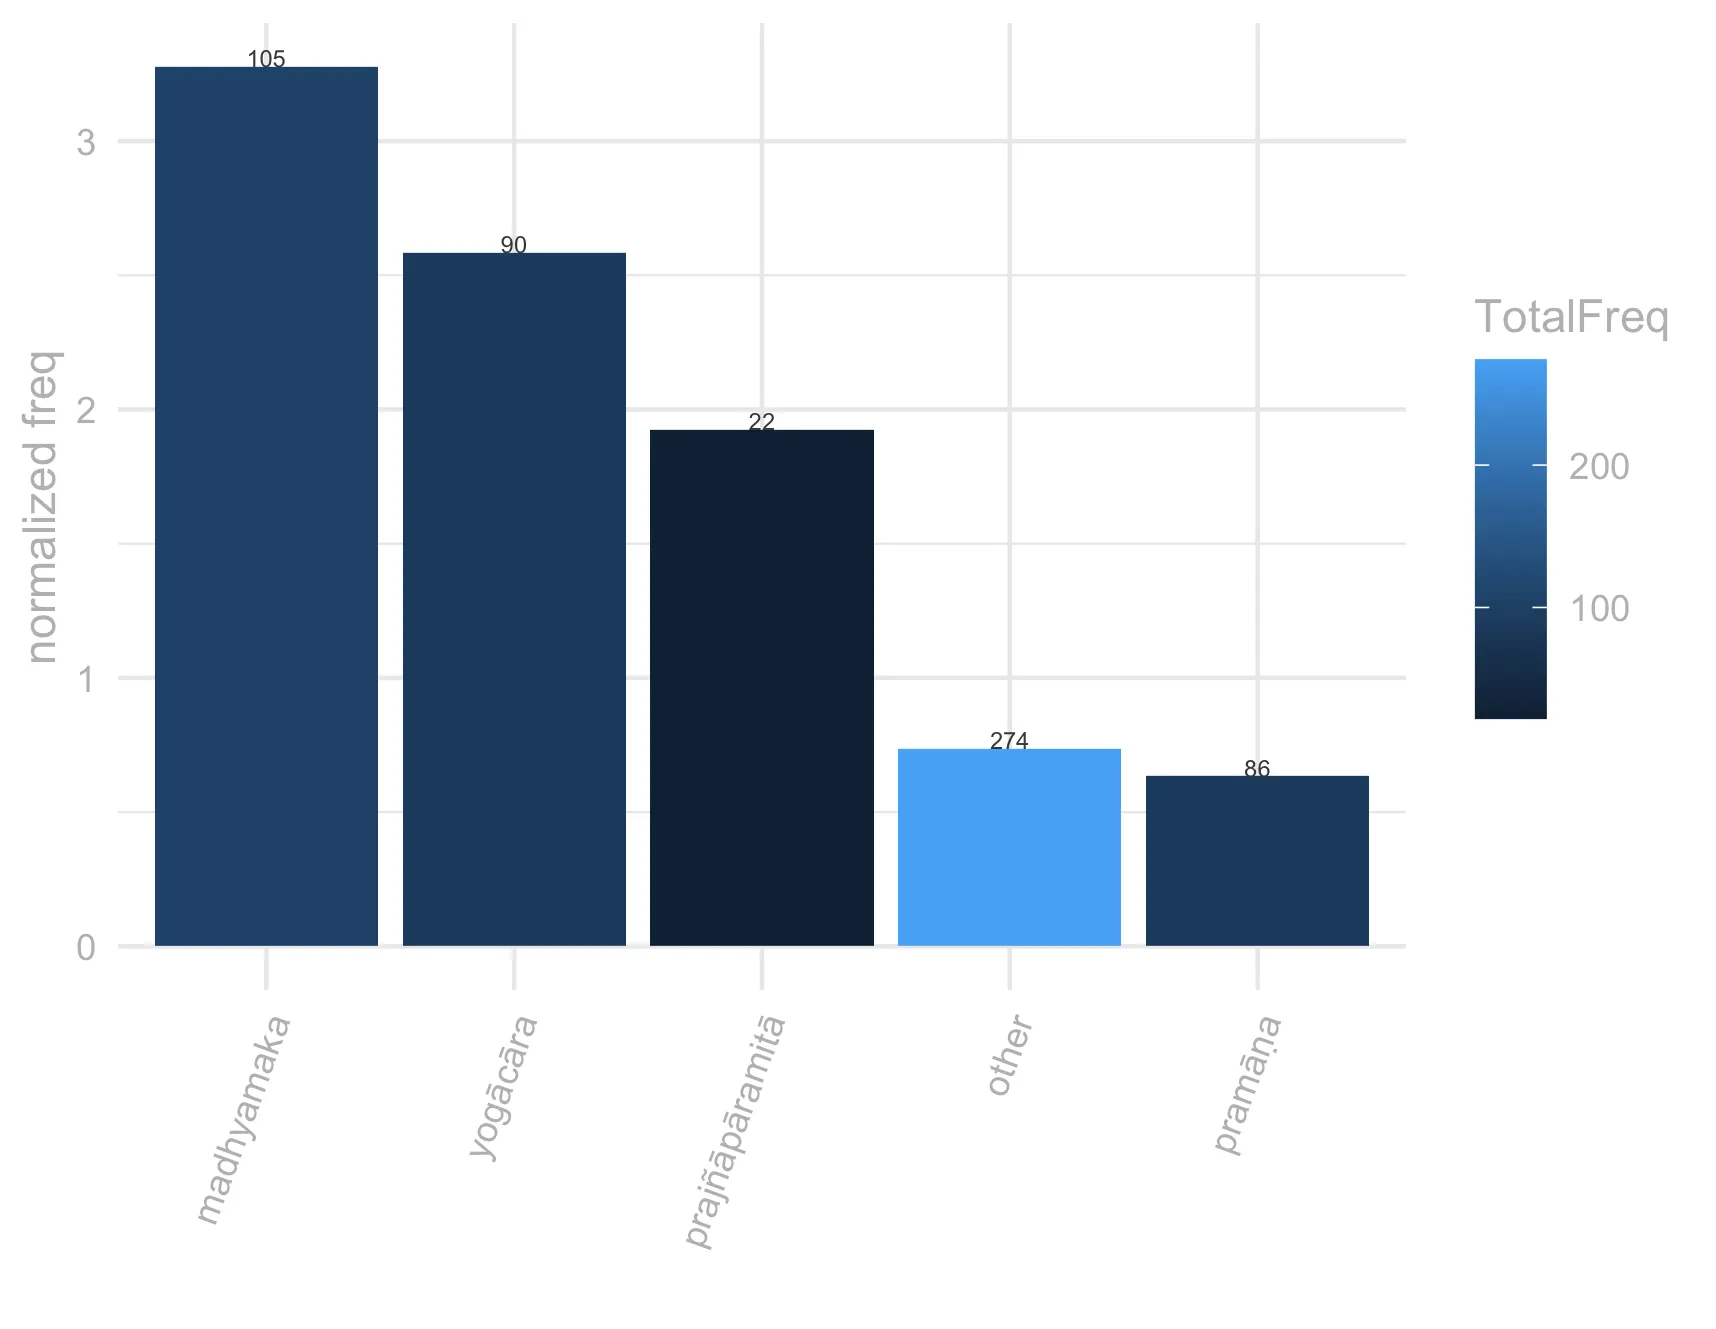 105
90
22
274
86
3
2
1
0
normalized freq
madhyamaka
yogācāra
prajñāpāramitā
other
pramāṇa
TotalFreq
200
100